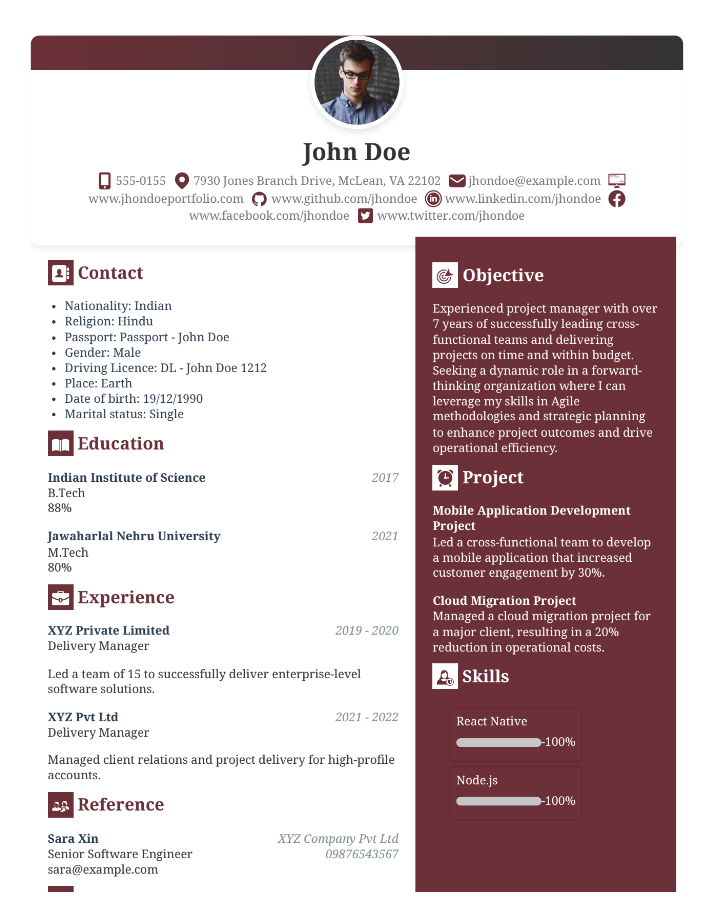 John Doe
555-0155 7930 Jones Branch Drive, McLean, VA 22102 jhondoe@example.com
www.jhondoeportfolio.com www.github.com/jhondoe www.linkedin.com/jhondoe
www.facebook.com/jhondoe www.twitter.com/jhondoe
Contact
• Nationality: Indian
• Religion: Hindu
• Passport: Passport - John Doe
• Gender: Male
• Driving Licence: DL - John Doe 1212
• Place: Earth
• Date of birth: 19/12/1990
• Marital status: Single
Education
Indian Institute of Science 2017
B.Tech
88%
Jawaharlal Nehru University 2021
M.Tech
80%
Experience
XYZ Private Limited 2019 - 2020
Delivery Manager
Led a team of 15 to successfully deliver enterprise-level
software solutions.
XYZ Pvt Ltd 2021 - 2022
Delivery Manager
Managed client relations and project delivery for high-profile
accounts.
Reference
Sara Xin XYZ Company Pvt Ltd
Senior Software Engineer 09876543567
sara@example.com
Objective
Experienced project manager with over
7 years of successfully leading cross-
functional teams and delivering
projects on time and within budget.
Seeking a dynamic role in a forward-
thinking organization where I can
leverage my skills in Agile
methodologies and strategic planning
to enhance project outcomes and drive
operational efficiency.
Project
Mobile Application Development
Project
Led a cross-functional team to develop
a mobile application that increased
customer engagement by 30%.
Cloud Migration Project
Managed a cloud migration project for
a major client, resulting in a 20%
reduction in operational costs.
Skills
React Native
-100%
Node.js
-100%